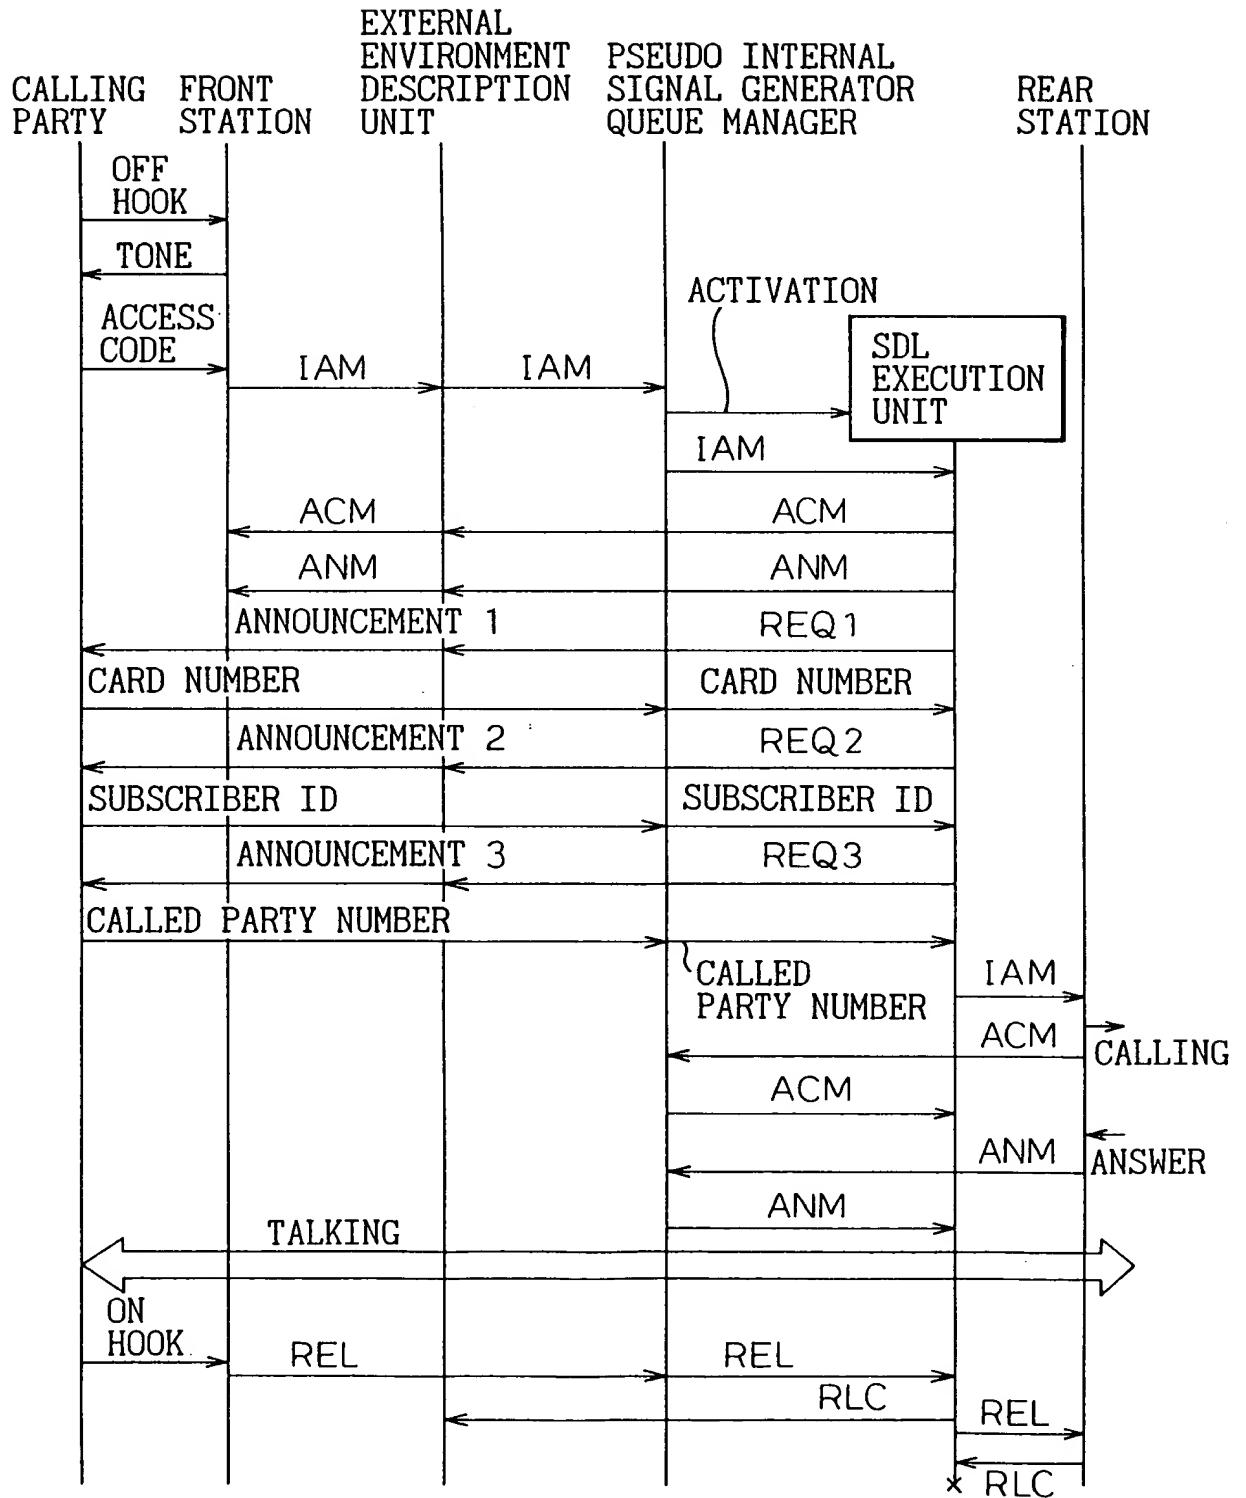 CALLING PARTY
FRONT STATION
EXTERNAL ENVIRONMENT DESCRIPTION UNIT
PSEUDO INTERNAL SIGNAL GENERATOR QUEUE MANAGER
REAR STATION
OFF HOOK
TONE
ACCESS CODE
IAM
IAM
ACTIVATION
SDL EXECUTION UNIT
IAM
ACM
ACM
ANM
ANM
ANNOUNCEMENT 1
REQ1
CARD NUMBER
CARD NUMBER
ANNOUNCEMENT 2
REQ2
SUBSCRIBER ID
SUBSCRIBER ID
ANNOUNCEMENT 3
REQ3
CALLED PARTY NUMBER
CALLED PARTY NUMBER
IAM
ACM
CALLING
ACM
ANM
ANSWER
ANM
TALKING
ON HOOK
REL
REL
RLC
REL
RLC